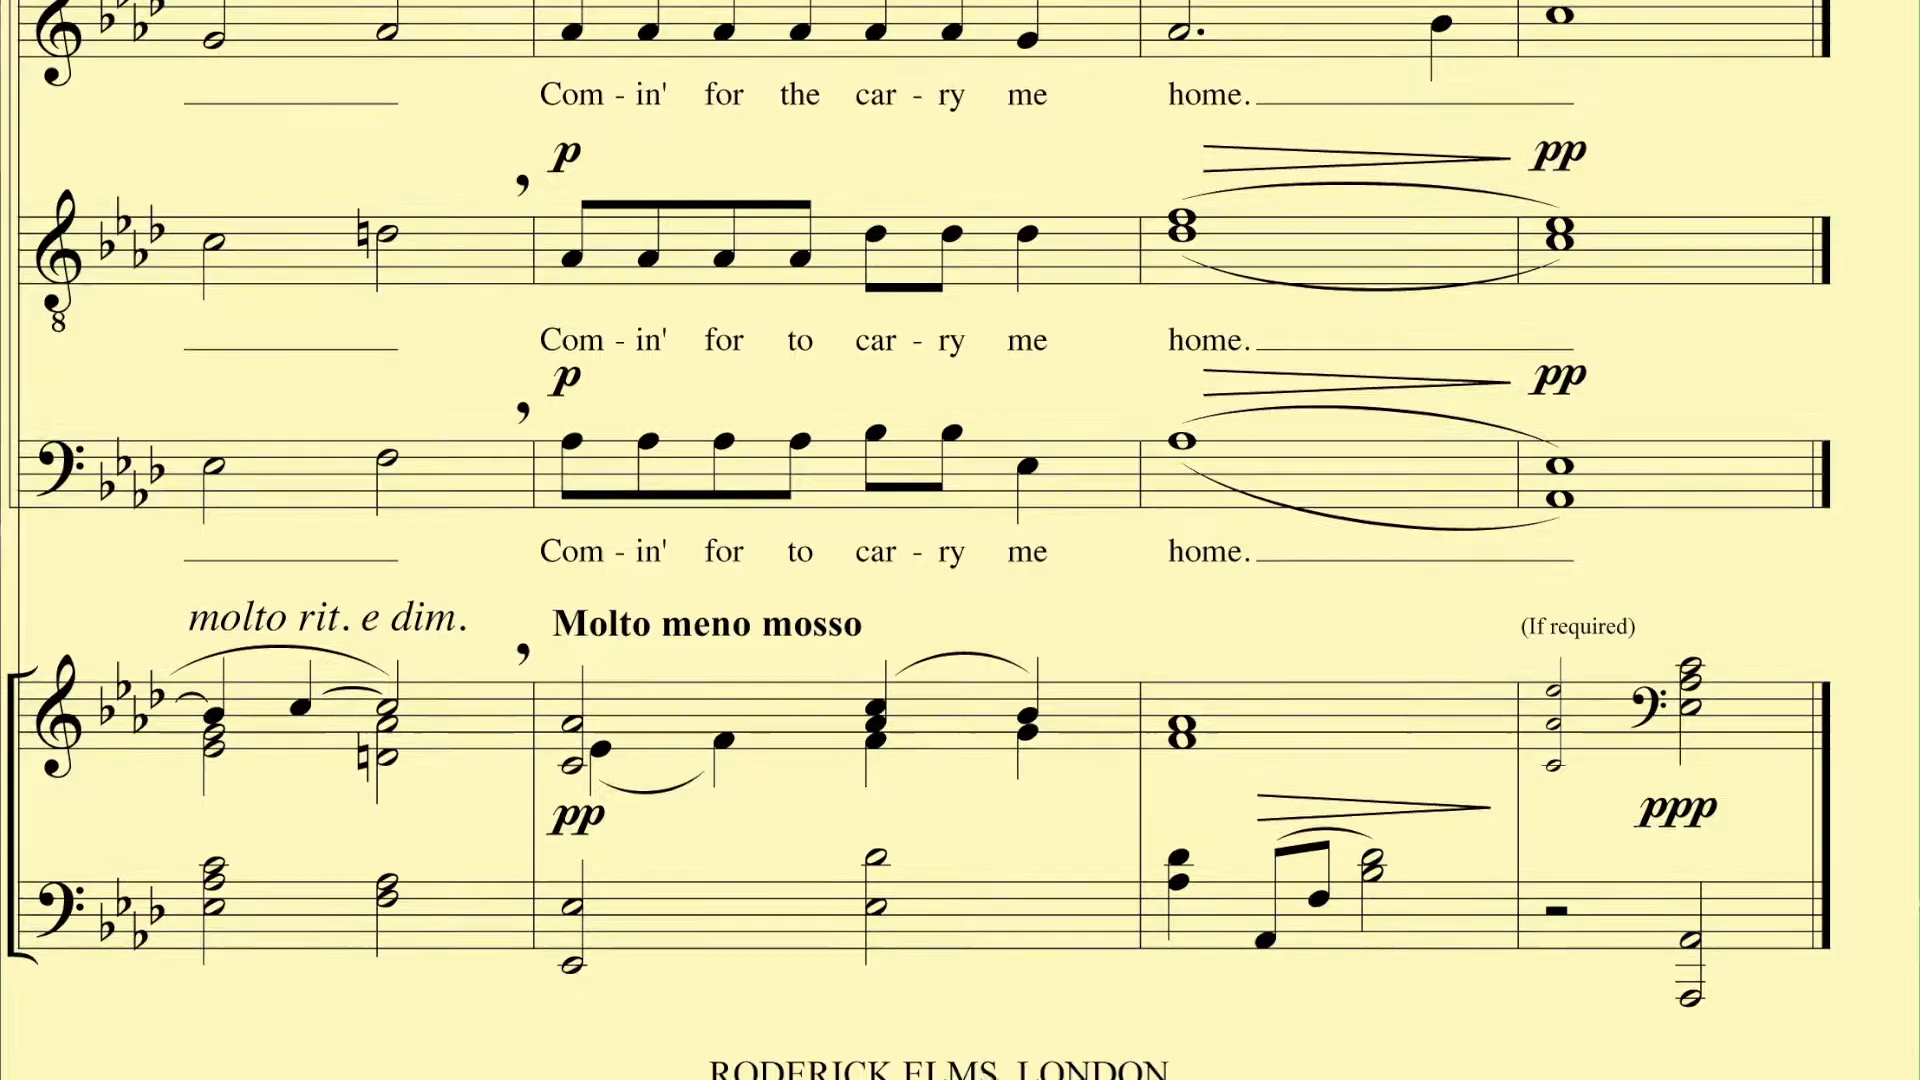 Com - in' for the car - ry me home.
p pp
8
Com - in' for to car - ry me home.
p pp
Com - in' for to car - ry me home.
molto rit. e dim. Molto meno mosso (If required)
pp ppp
RODERICK ELMS, LONDON